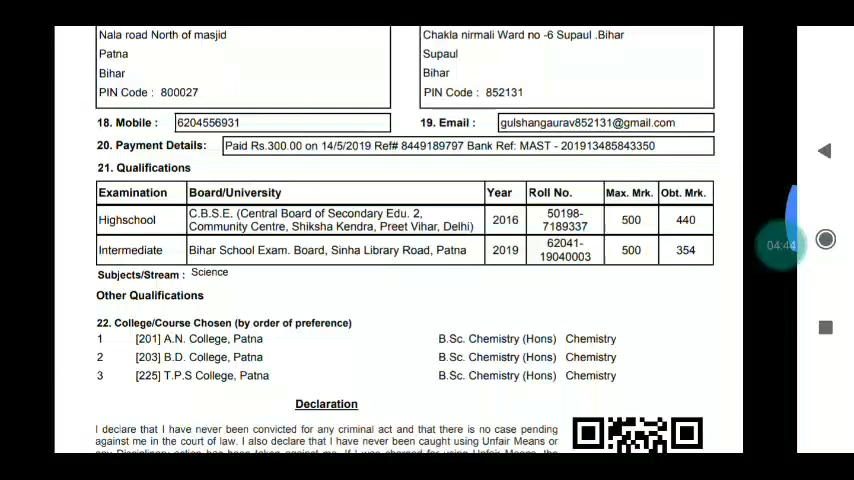 Nala road North of masjid
Chakla nirmali Ward no -6 Supaul .Bihar
Patna
Supaul
Bihar
Bihar
PIN Code : 800027
PIN Code : 852131
18. Mobile : 6204556931
19. Email : gulshangaurav852131@gmail.com
20. Payment Details: Paid Rs.300.00 on 14/5/2019 Ref# 8449189797 Bank Ref: MAST - 201913485843350
21. Qualifications
Examination Board/University Year Roll No. Max. Mrk. Obt. Mrk.
Highschool C.B.S.E. (Central Board of Secondary Edu. 2, Community Centre, Shiksha Kendra, Preet Vihar, Delhi) 2016 50198-7189337 500 440
Intermediate Bihar School Exam. Board, Sinha Library Road, Patna 2019 62041-19040003 500 354
Subjects/Stream : Science
Other Qualifications
22. College/Course Chosen (by order of preference)
1 [201] A.N. College, Patna B.Sc. Chemistry (Hons) Chemistry
2 [203] B.D. College, Patna B.Sc. Chemistry (Hons) Chemistry
3 [225] T.P.S College, Patna B.Sc. Chemistry (Hons) Chemistry
Declaration
I declare that I have never been convicted for any criminal act and that there is no case pending
against me in the court of law. I also declare that I have never been caught using Unfair Means or
04:44